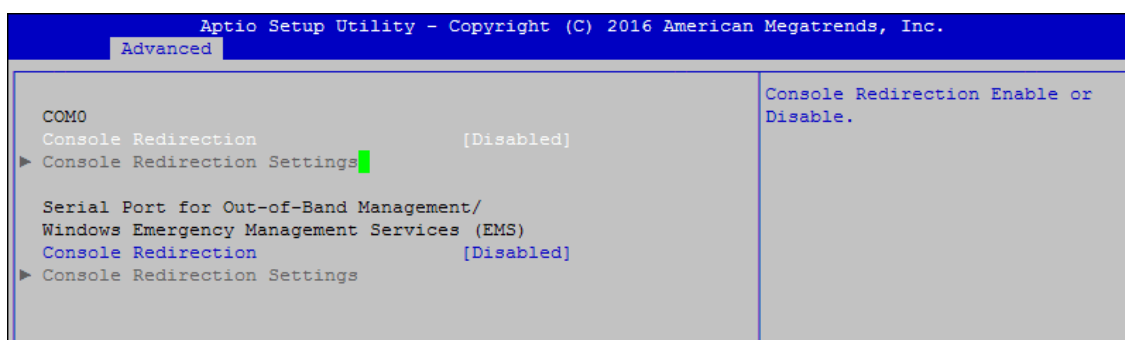 Aptio Setup Utility – Copyright (C) 2016 American Megatrends, Inc.
Advanced
Console Redirection Enable or
Disable.
COM0
Console Redirection [Disabled]
► Console Redirection Settings
Serial Port for Out-of-Band Management/
Windows Emergency Management Services (EMS)
Console Redirection [Disabled]
► Console Redirection Settings